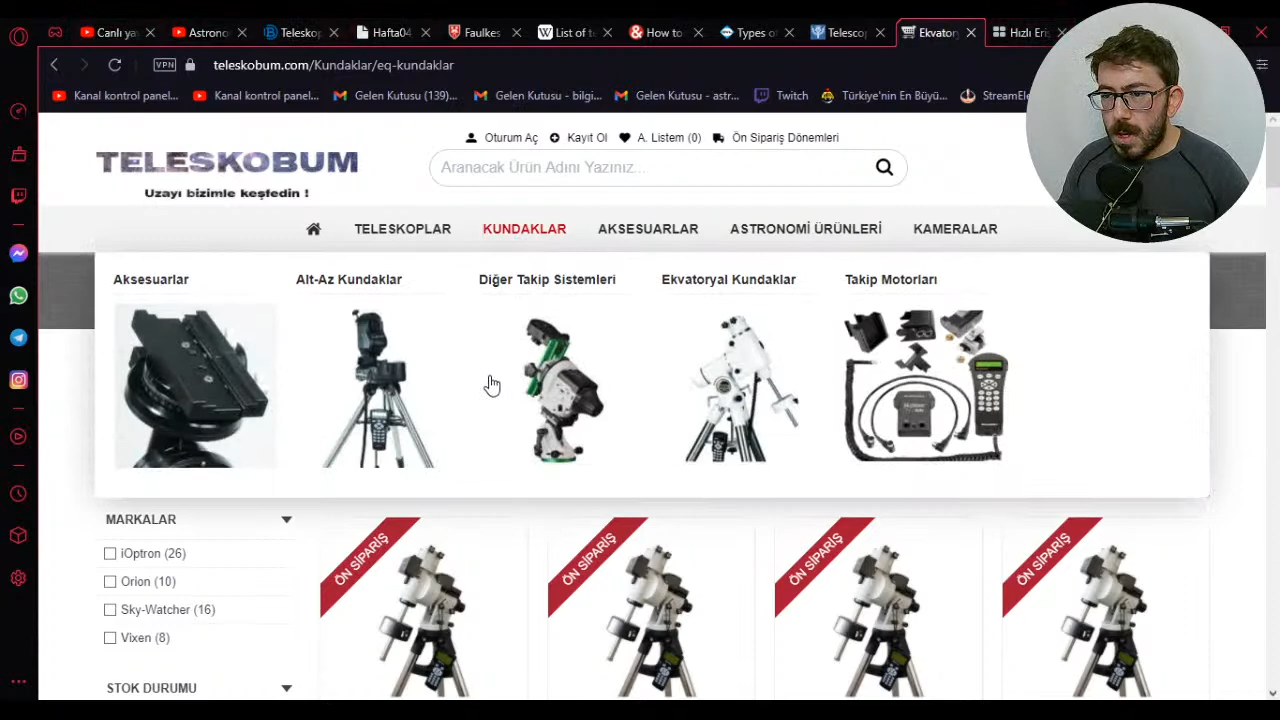 Canlı ya
Astron
Telesko
Hafta04
Faulkes
List of t
How to
Types o
Telesco
Ekvator
Hızlı Eri
VPN
teleskobum.com/Kundaklar/eq-kundaklar
Kanal kontrol panel...
Kanal kontrol panel...
Gelen Kutusu (139)...
Gelen Kutusu - bilgi...
Gelen Kutusu - astr...
Twitch
Türkiye'nin En Büyü...
StreamEle
Oturum Aç
Kayıt Ol
A. Listem (0)
Ön Sipariş Dönemleri
TELESKOBUM
Uzayı bizimle keşfedin !
Aranacak Ürün Adını Yazınız...
TELESKOPLAR
KUNDAKLAR
AKSESUARLAR
ASTRONOMİ ÜRÜNLERİ
KAMERALAR
Aksesuarlar
Alt-Az Kundaklar
Diğer Takip Sistemleri
Ekvatoryal Kundaklar
Takip Motorları
MARKALAR
iOptron (26)
Orion (10)
Sky-Watcher (16)
Vixen (8)
STOK DURUMU
ÖN SİPARİŞ
ÖN SİPARİŞ
ÖN SİPARİŞ
ÖN SİPARİŞ